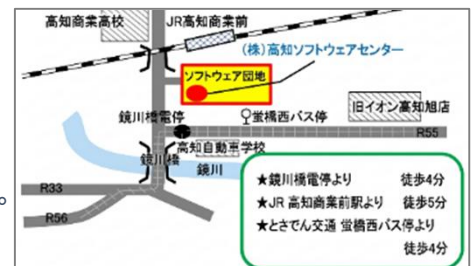 高知商業高校
JR高知商業前
(株)高知ソフトウェアセンター
ソフトウェア団地
鏡川橋電停
蛍橋西バス停
旧イオン高知旭店
R55
高知自動車学校
鏡川橋
鏡川
R33
R56
★鏡川橋電停より 徒歩4分
★JR 高知商業前駅より 徒歩5分
★とさでん交通 蛍橋西バス停より
徒歩4分
。